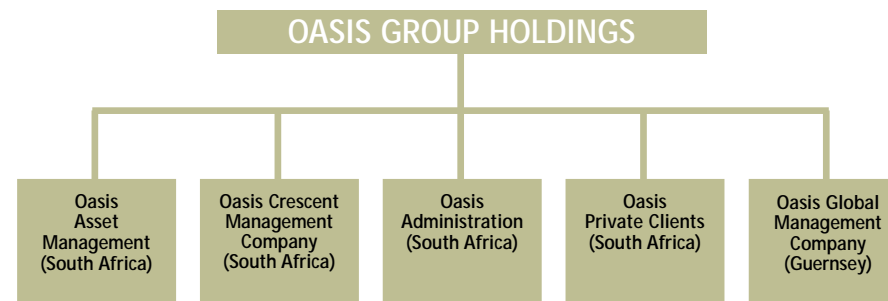 OASIS GROUP HOLDINGS
Oasis
Asset
Management
(South Africa)
Oasis Crescent
Management
Company
(South Africa)
Oasis
Administration
(South Africa)
Oasis
Private Clients
(South Africa)
Oasis Global
Management
Company
(Guernsey)